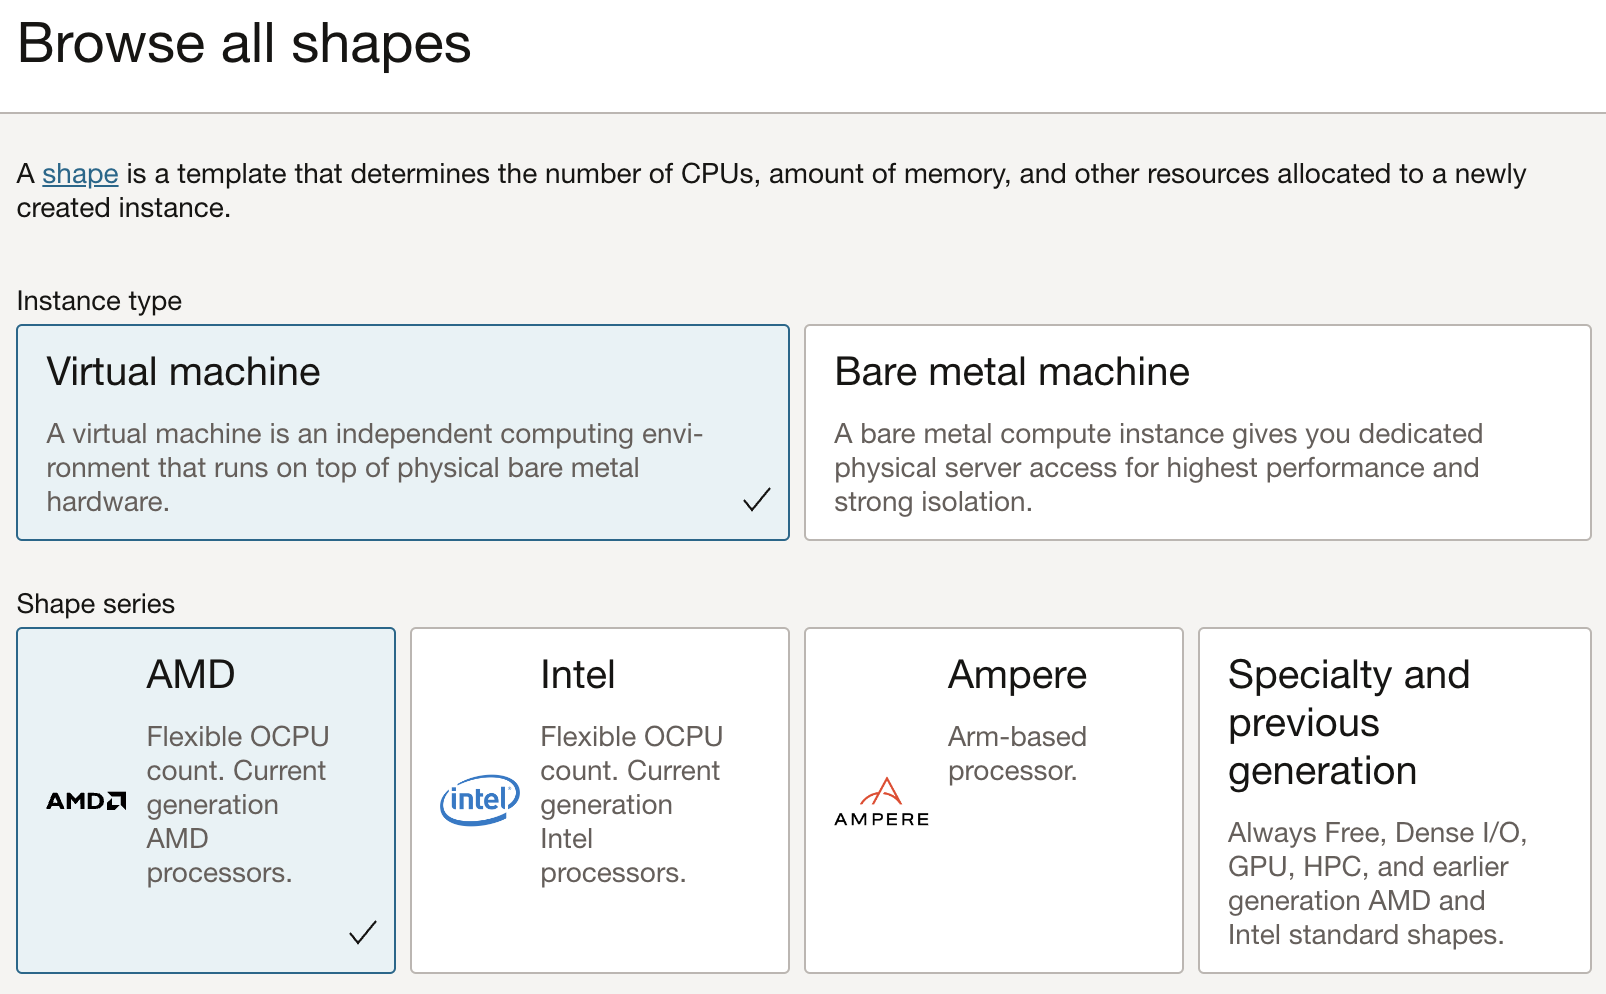 Browse all shapes
A shape is a template that determines the number of CPUs, amount of memory, and other resources allocated to a newly
created instance.
Instance type
Virtual machine
A virtual machine is an independent computing envi-
ronment that runs on top of physical bare metal
hardware.
Bare metal machine
A bare metal compute instance gives you dedicated
physical server access for highest performance and
strong isolation.
Shape series
AMD
AMD
Flexible OCPU
count. Current
generation
AMD
processors.
intel
Intel
Flexible OCPU
count. Current
generation
Intel
processors.
AMPERE
Ampere
Arm-based
processor.
Specialty and
previous
generation
Always Free, Dense I/O,
GPU, HPC, and earlier
generation AMD and
Intel standard shapes.